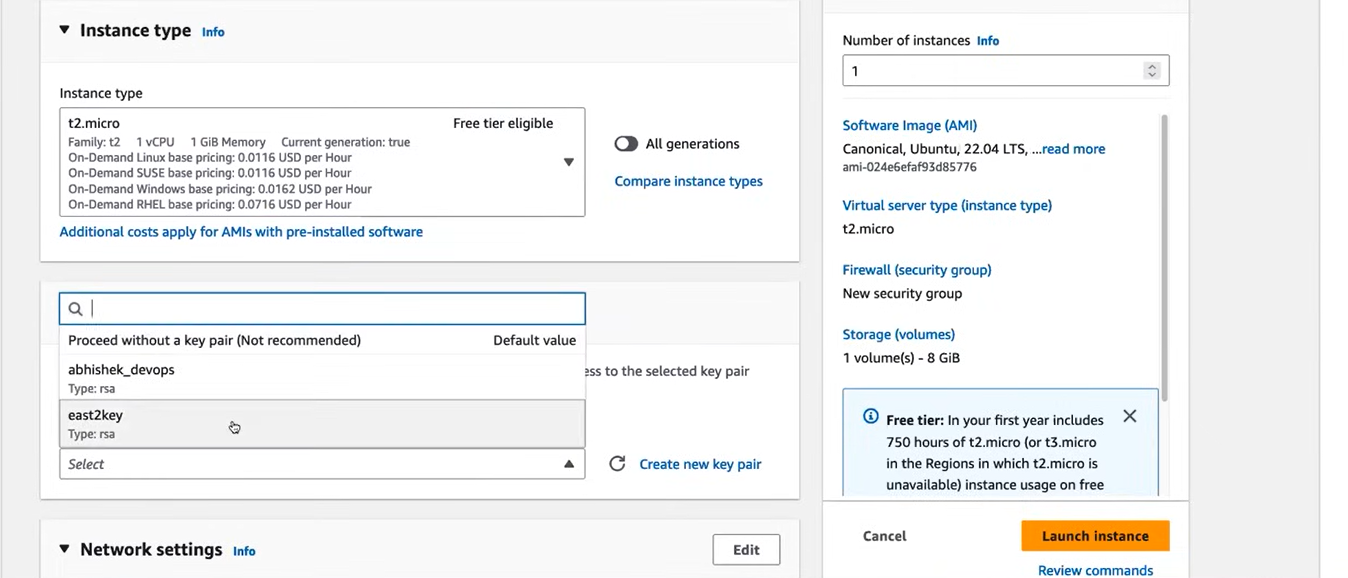 Instance type Info
Instance type
t2.micro Free tier eligible
Family: t2 1 vCPU 1 GiB Memory Current generation: true
On-Demand Linux base pricing: 0.0116 USD per Hour
On-Demand SUSE base pricing: 0.0116 USD per Hour
On-Demand Windows base pricing: 0.0162 USD per Hour
On-Demand RHEL base pricing: 0.0716 USD per Hour
All generations
Compare instance types
Additional costs apply for AMIs with pre-installed software
Proceed without a key pair (Not recommended) Default value
abhishek_devops
Type: rsa
east2key
Type: rsa
ess to the selected key pair
Select
Create new key pair
Network settings Info
Edit
Number of instances Info
1
Software Image (AMI)
Canonical, Ubuntu, 22.04 LTS, ...read more
ami-024e6efaf93d85776
Virtual server type (instance type)
t2.micro
Firewall (security group)
New security group
Storage (volumes)
1 volume(s) - 8 GiB
Free tier: In your first year includes
750 hours of t2.micro (or t3.micro
in the Regions in which t2.micro is
unavailable) instance usage on free
Cancel
Launch instance
Review commands